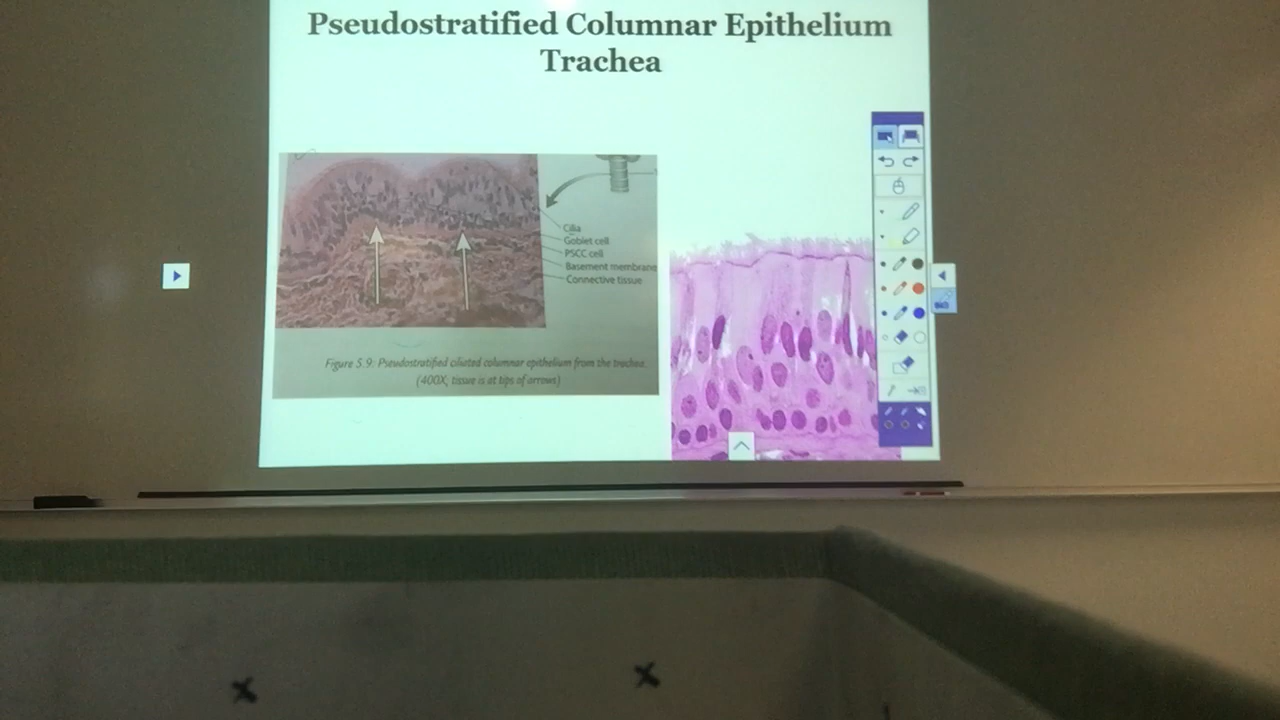 Pseudostratified Columnar Epithelium
Trachea
Cilia
Goblet cell
PSCC cell
Basement membrane
Connective tissue
Figure 5.9: Pseudostratified ciliated columnar epithelium from the trachea.
(400X; tissue is at tips of arrows)